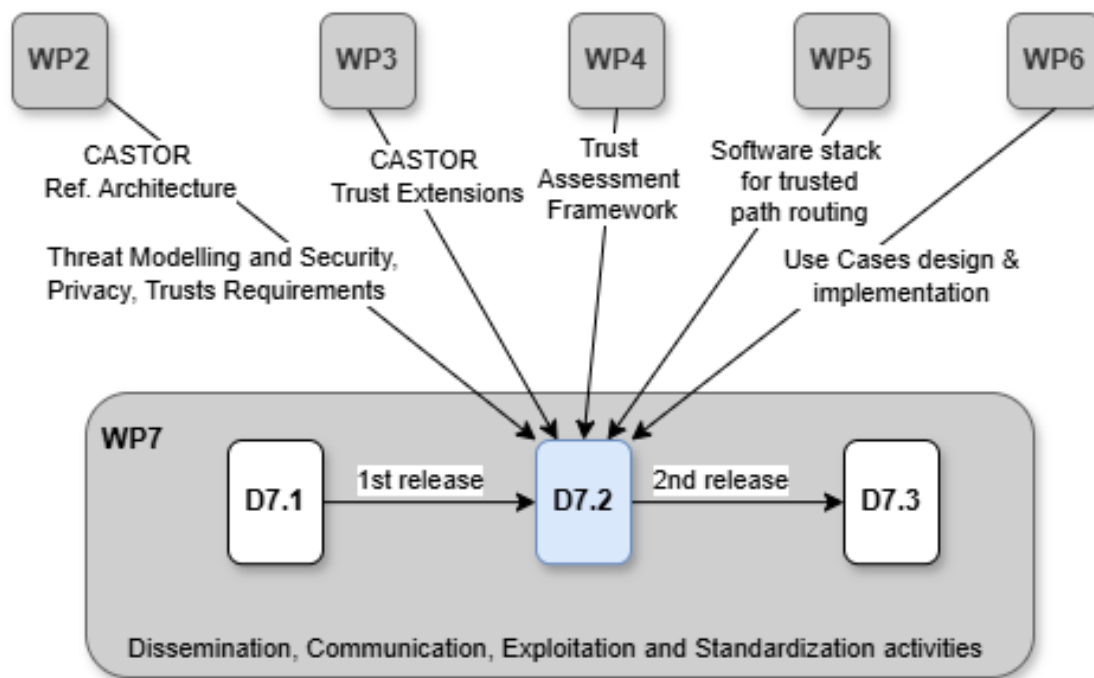 WP2
WP3
WP4
WP5
WP6
CASTOR
Ref. Architecture
Threat Modelling and Security,
Privacy, Trusts Requirements
CASTOR
Trust Extensions
Trust
Assessment
Framework
Software stack
for trusted
path routing
Use Cases design &
implementation
WP7
D7.1
1st release
D7.2
2nd release
D7.3
Dissemination, Communication, Exploitation and Standardization activities